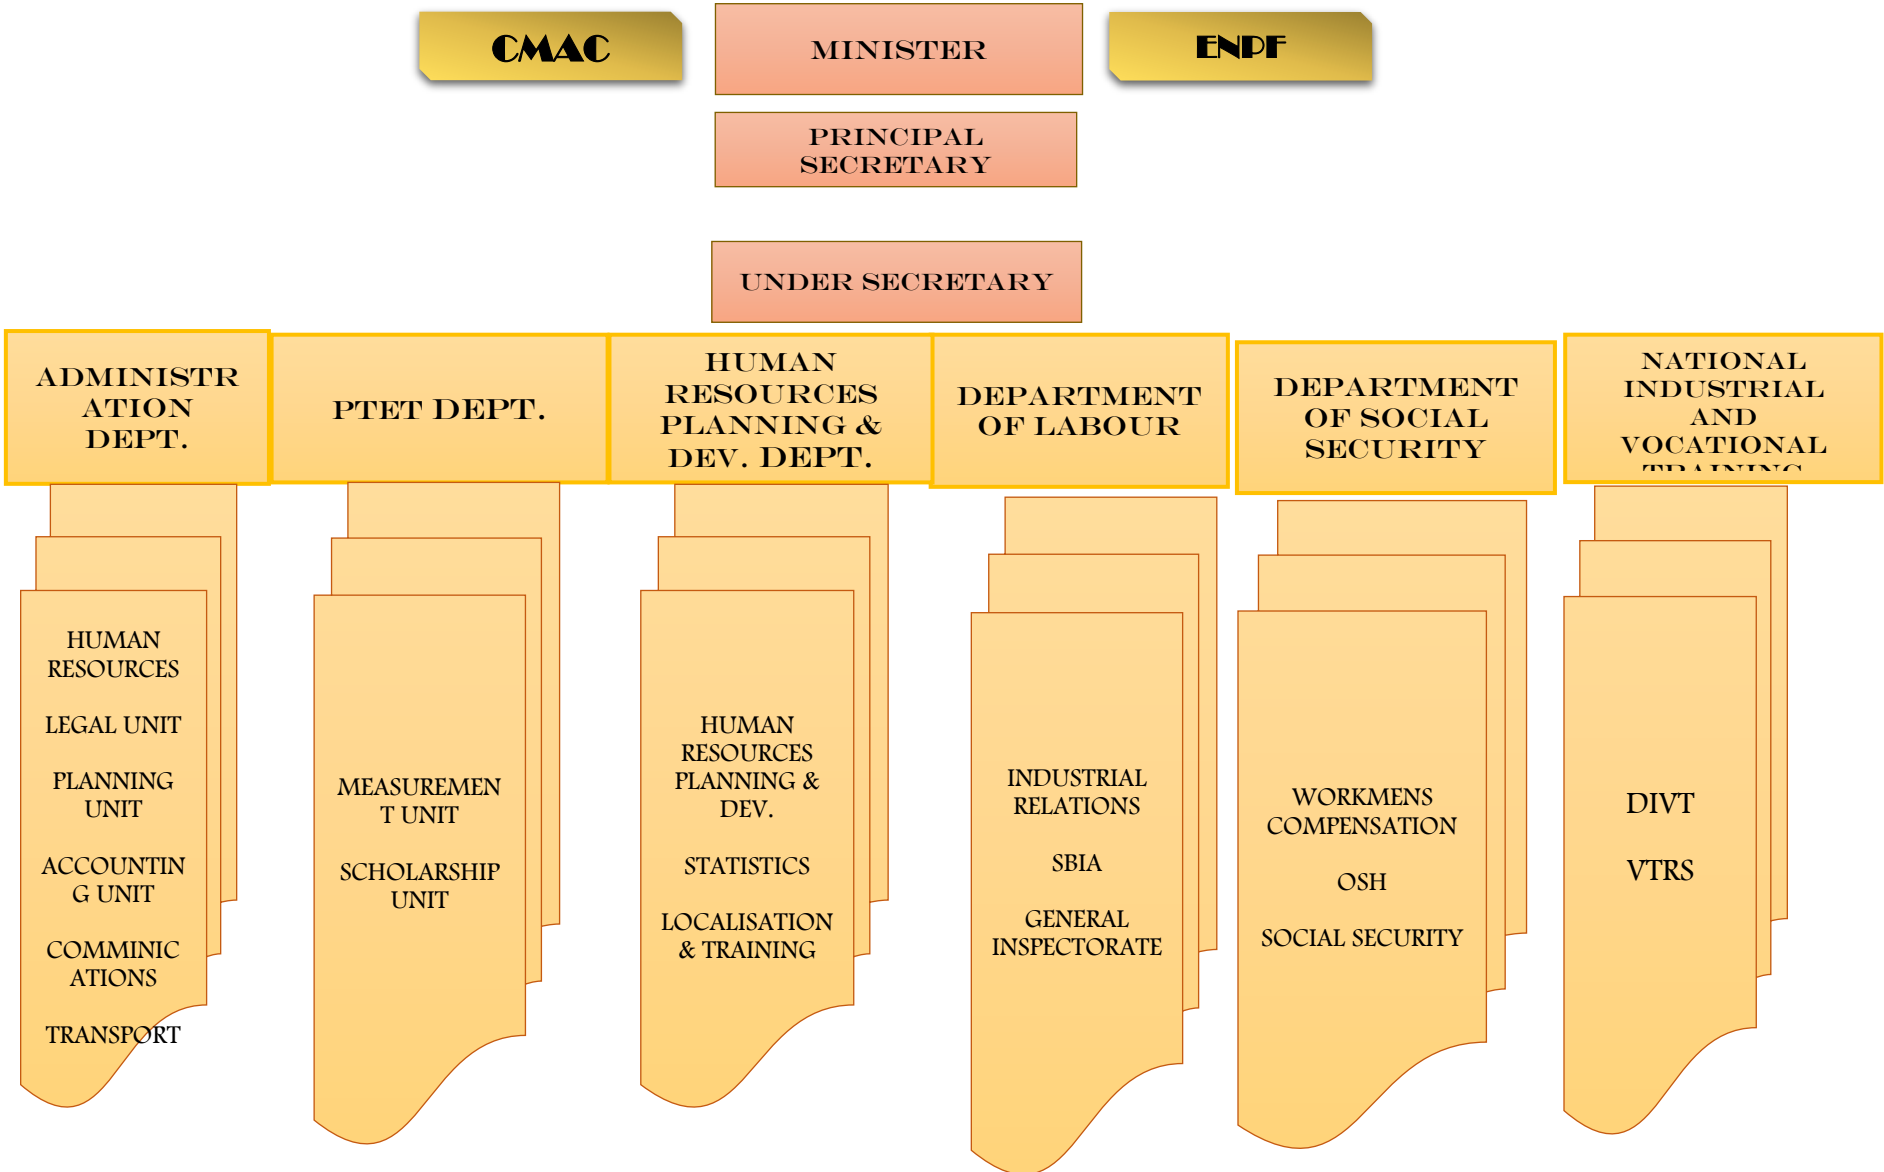 CMAC
MINISTER
ENPF
PRINCIPAL
SECRETARY
UNDER SECRETARY
ADMINISTR
ATION
DEPT.
PTET DEPT.
HUMAN
RESOURCES
PLANNING &
DEV. DEPT.
DEPARTMENT
OF LABOUR
DEPARTMENT
OF SOCIAL
SECURITY
NATIONAL
INDUSTRIAL
AND
VOCATIONAL
TRAINING
HUMAN
RESOURCES
LEGAL UNIT
PLANNING
UNIT
ACCOUNTIN
G UNIT
COMMINIC
ATIONS
TRANSPORT
MEASUREMEN
T UNIT
SCHOLARSHIP
UNIT
HUMAN
RESOURCES
PLANNING &
DEV.
STATISTICS
LOCALISATION
& TRAINING
INDUSTRIAL
RELATIONS
SBIA
GENERAL
INSPECTORATE
WORKMENS
COMPENSATION
OSH
SOCIAL SECURITY
DIVT
VTRS